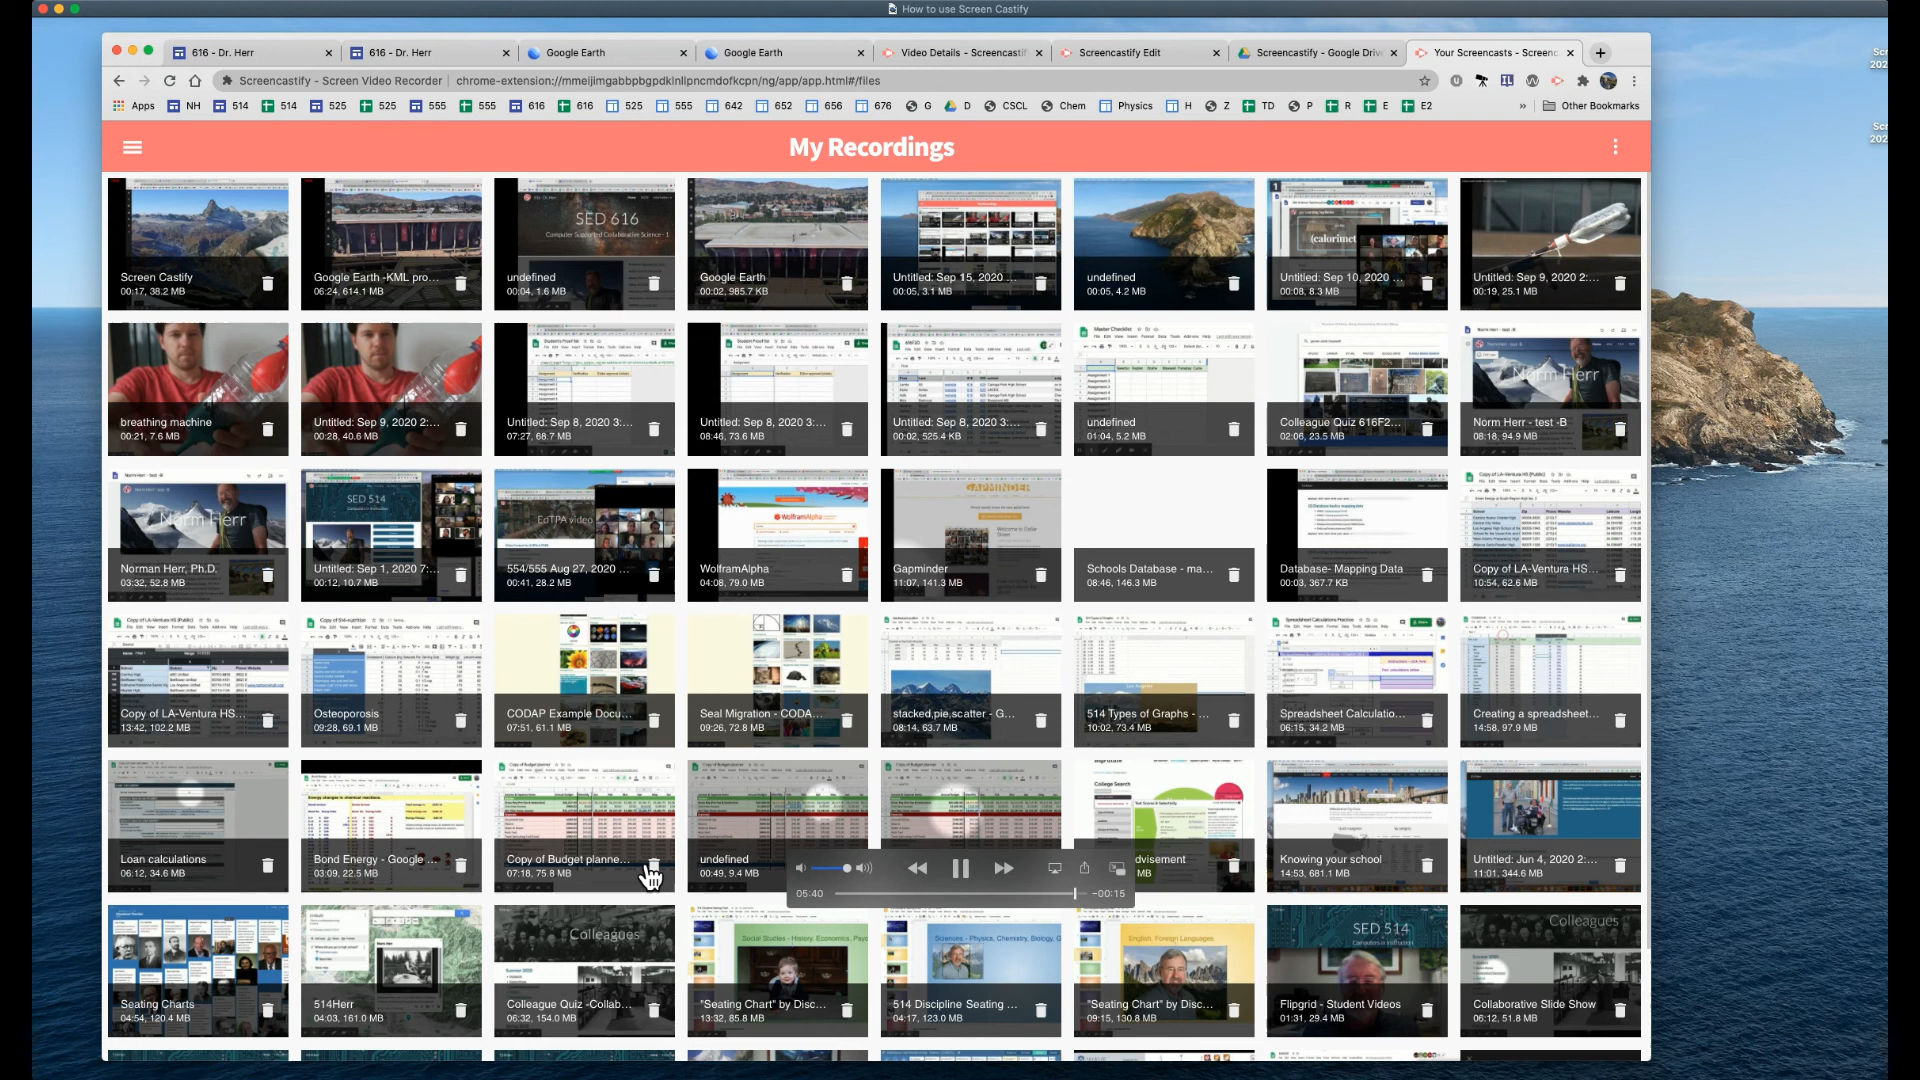 How to use Screen Castify
616 - Dr. Herr
616 - Dr. Herr
Google Earth
Google Earth
Video Details - Screencastif
Screencastify Edit
Screencastify - Google Drive
Your Screencasts - Screenc
Screencastify - Screen Video Recorder | chrome-extension://mmeijimgabbpbgpdklnllpncmdofkcpn/ng/app/app.html#/files
Apps NH 514 514 525 525 555 555 616 616 525 555 642 652 656 676 G D CSCL Chem Physics H Z TD P R E E2 » Other Bookmarks
My Recordings
SED 616
Screen Castify
00:17, 38.2 MB
Google Earth -KML pro...
06:24, 614.1 MB
undefined
00:04, 1.6 MB
Google Earth
00:02, 985.7 KB
Untitled: Sep 15, 2020 ...
00:05, 3.1 MB
undefined
00:05, 4.2 MB
Untitled: Sep 10, 2020 ...
00:08, 8.3 MB
Untitled: Sep 9, 2020 2:...
00:19, 25.1 MB
breathing machine
00:21, 7.6 MB
Untitled: Sep 9, 2020 2:...
00:28, 40.6 MB
Untitled: Sep 8, 2020 3:...
07:27, 68.7 MB
Untitled: Sep 8, 2020 3:...
08:46, 73.6 MB
Untitled: Sep 8, 2020 3:...
00:02, 525.4 KB
undefined
01:04, 5.2 MB
Colleague Quiz 616F2...
02:06, 23.5 MB
Norm Herr
Norm Herr - test -B
08:18, 94.9 MB
Norm Herr
Norman Herr, Ph.D.
03:32, 52.8 MB
SED 514
Untitled: Sep 1, 2020 7:...
00:12, 10.7 MB
EdTPA video
554/555 Aug 27, 2020 ...
00:41, 28.2 MB
WolframAlpha
WolframAlpha
04:08, 79.0 MB
GAPMINDER
Gapminder
11:07, 141.3 MB
Schools Database - ma...
08:46, 146.3 MB
Database- Mapping Data
00:03, 367.7 KB
Copy of LA-Ventura HS...
10:54, 62.6 MB
Copy of LA-Ventura HS...
13:42, 102.2 MB
Osteoporosis
09:28, 69.1 MB
CODAP Example Docu...
07:51, 61.1 MB
Seal Migration - CODA...
09:26, 72.8 MB
stacked,pie,scatter - G...
08:14, 63.7 MB
514 Types of Graphs - ...
10:02, 73.4 MB
Spreadsheet Calculatio...
06:15, 34.2 MB
Creating a spreadsheet...
14:58, 97.9 MB
Loan calculations
06:12, 34.6 MB
Bond Energy - Google ...
03:09, 22.5 MB
Copy of Budget planne...
07:18, 75.8 MB
undefined
00:49, 9.4 MB
College Search
dvisement
MB
Knowing your school
14:53, 681.1 MB
Untitled: Jun 4, 2020 2:...
11:01, 344.6 MB
05:40
−00:15
Seating Charts
04:54, 120.4 MB
514Herr
04:03, 161.0 MB
Colleagues
Colleague Quiz -Collab...
06:32, 154.0 MB
Social Studies - History, Economics, Psyc
"Seating Chart" by Disc...
13:32, 85.8 MB
Sciences - Physics, Chemistry, Biology, G
514 Discipline Seating ...
04:17, 123.0 MB
English, Foreign Languages
"Seating Chart" by Disc...
09:15, 130.8 MB
SED 514
Flipgrid - Student Videos
01:31, 29.4 MB
Colleagues
Collaborative Slide Show
06:12, 51.8 MB